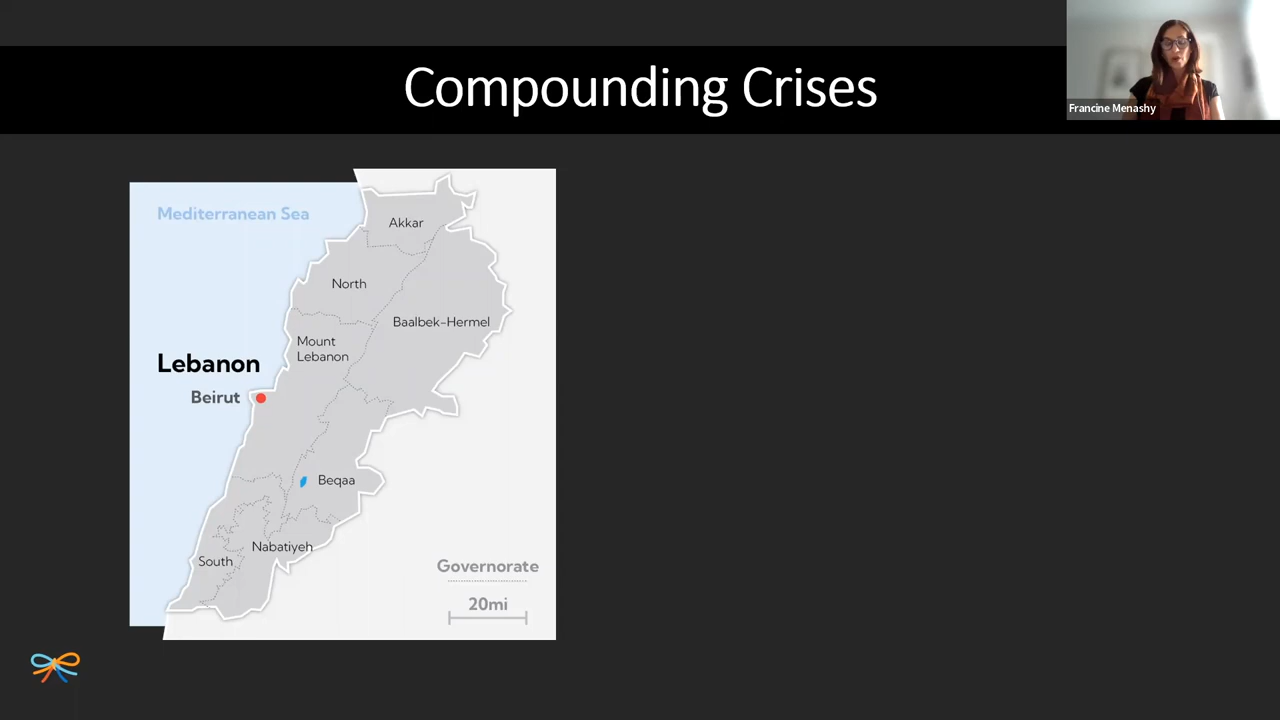 Compounding Crises
Francine Menashy
Mediterranean Sea
Akkar
North
Baalbek-Hermel
Mount
Lebanon
Lebanon
Beirut
Beqaa
Nabatiyeh
South
Governorate
20mi